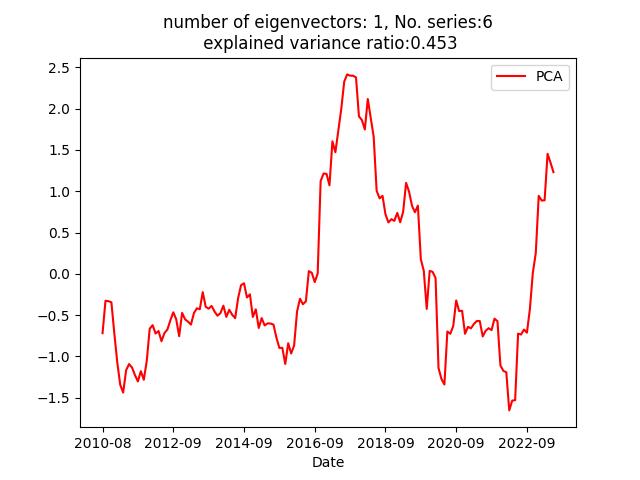 number of eigenvectors: 1, No. series:6
explained variance ratio:0.453
PCA
2.5
2.0
1.5
1.0
0.5
0.0
−0.5
−1.0
−1.5
2010-08 2012-09 2014-09 2016-09 2018-09 2020-09 2022-09
Date